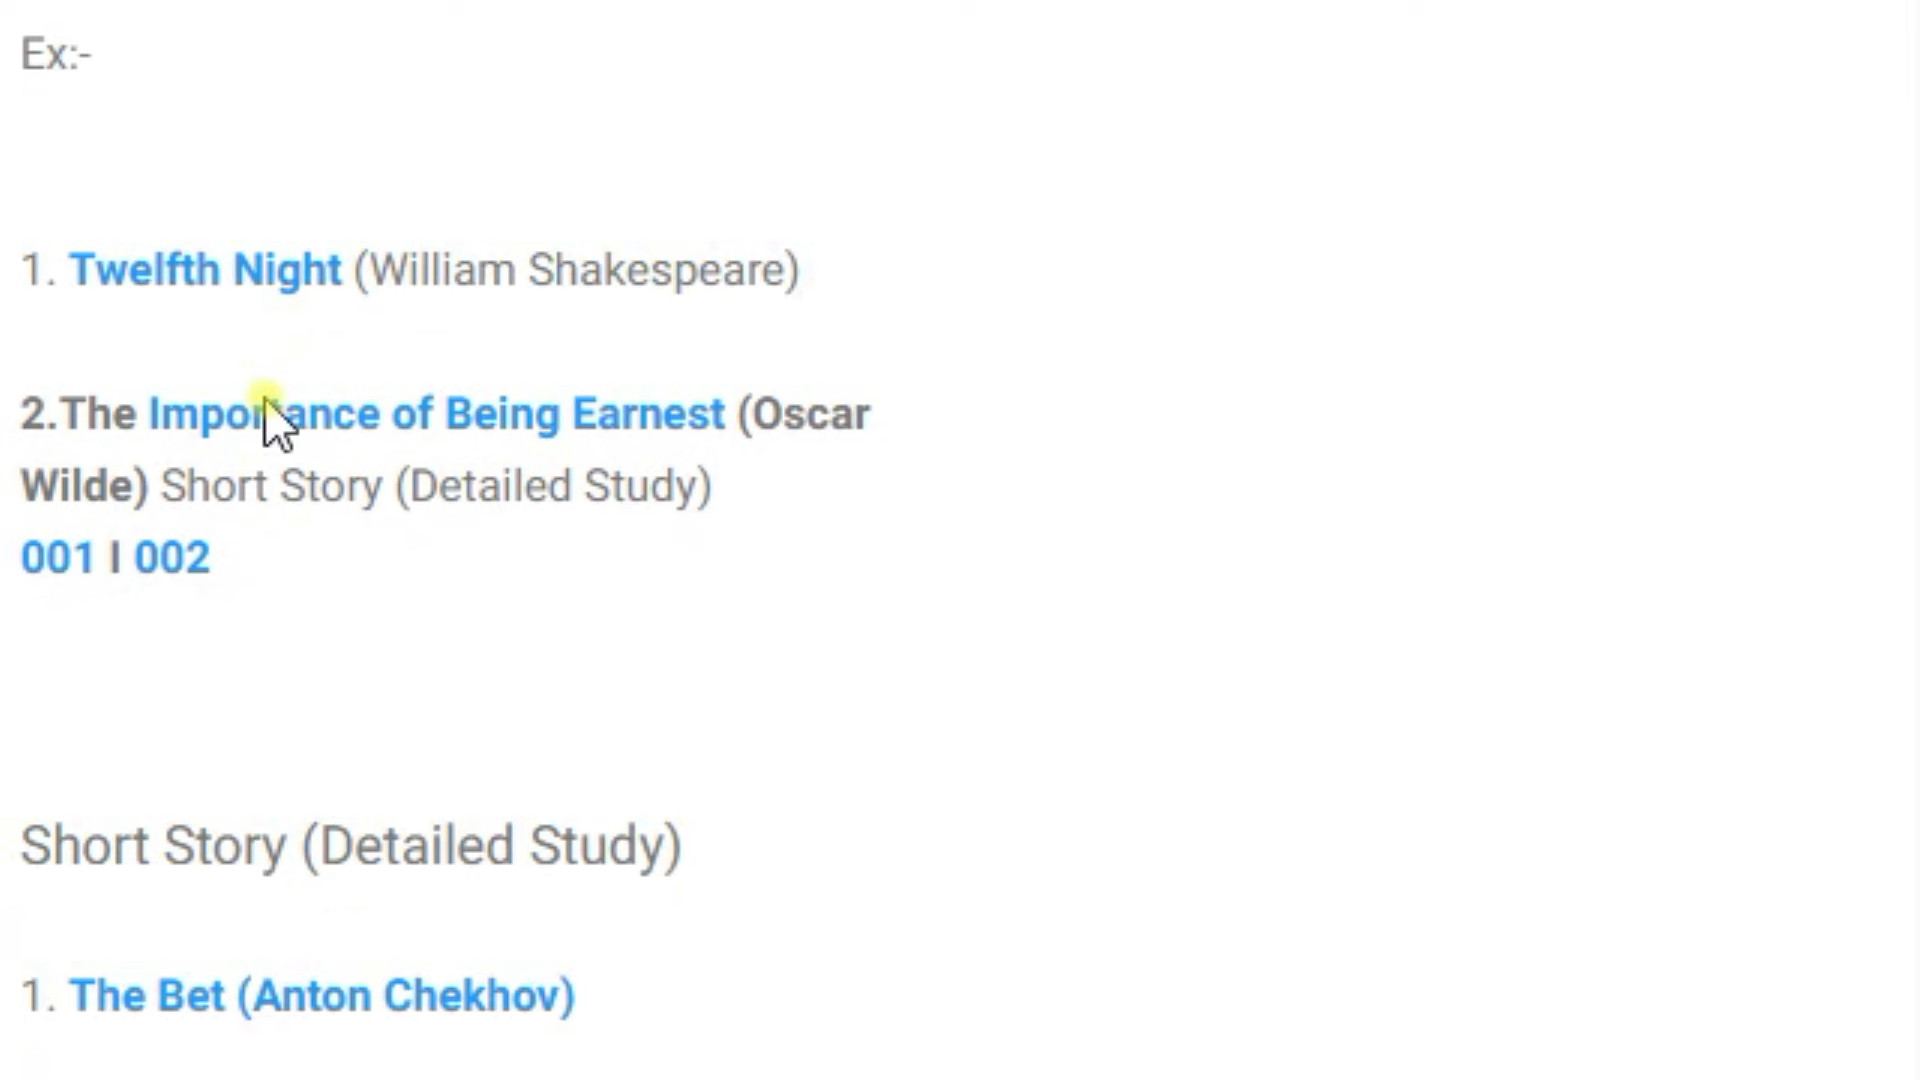 Ex:-
1. Twelfth Night (William Shakespeare)
2.The Importance of Being Earnest (Oscar
Wilde) Short Story (Detailed Study)
001 I 002
Short Story (Detailed Study)
1. The Bet (Anton Chekhov)